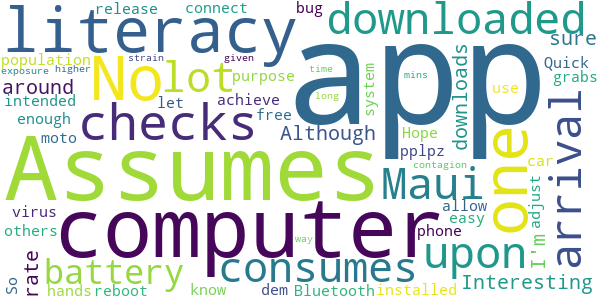 release connect bug downloaded
literacy app sure
population No lot Quick
exposure higher strain given purpose grabs
around time use
intended let achieve mins system downloads
enough checks free long Hope one arrival
moto Although pplpz car
Assumes contagion
Maui allow easy adjust
virus computer phone I'm
others way
rate upon
battery consumes Interesting
So hands reboot know dem Bluetooth installed